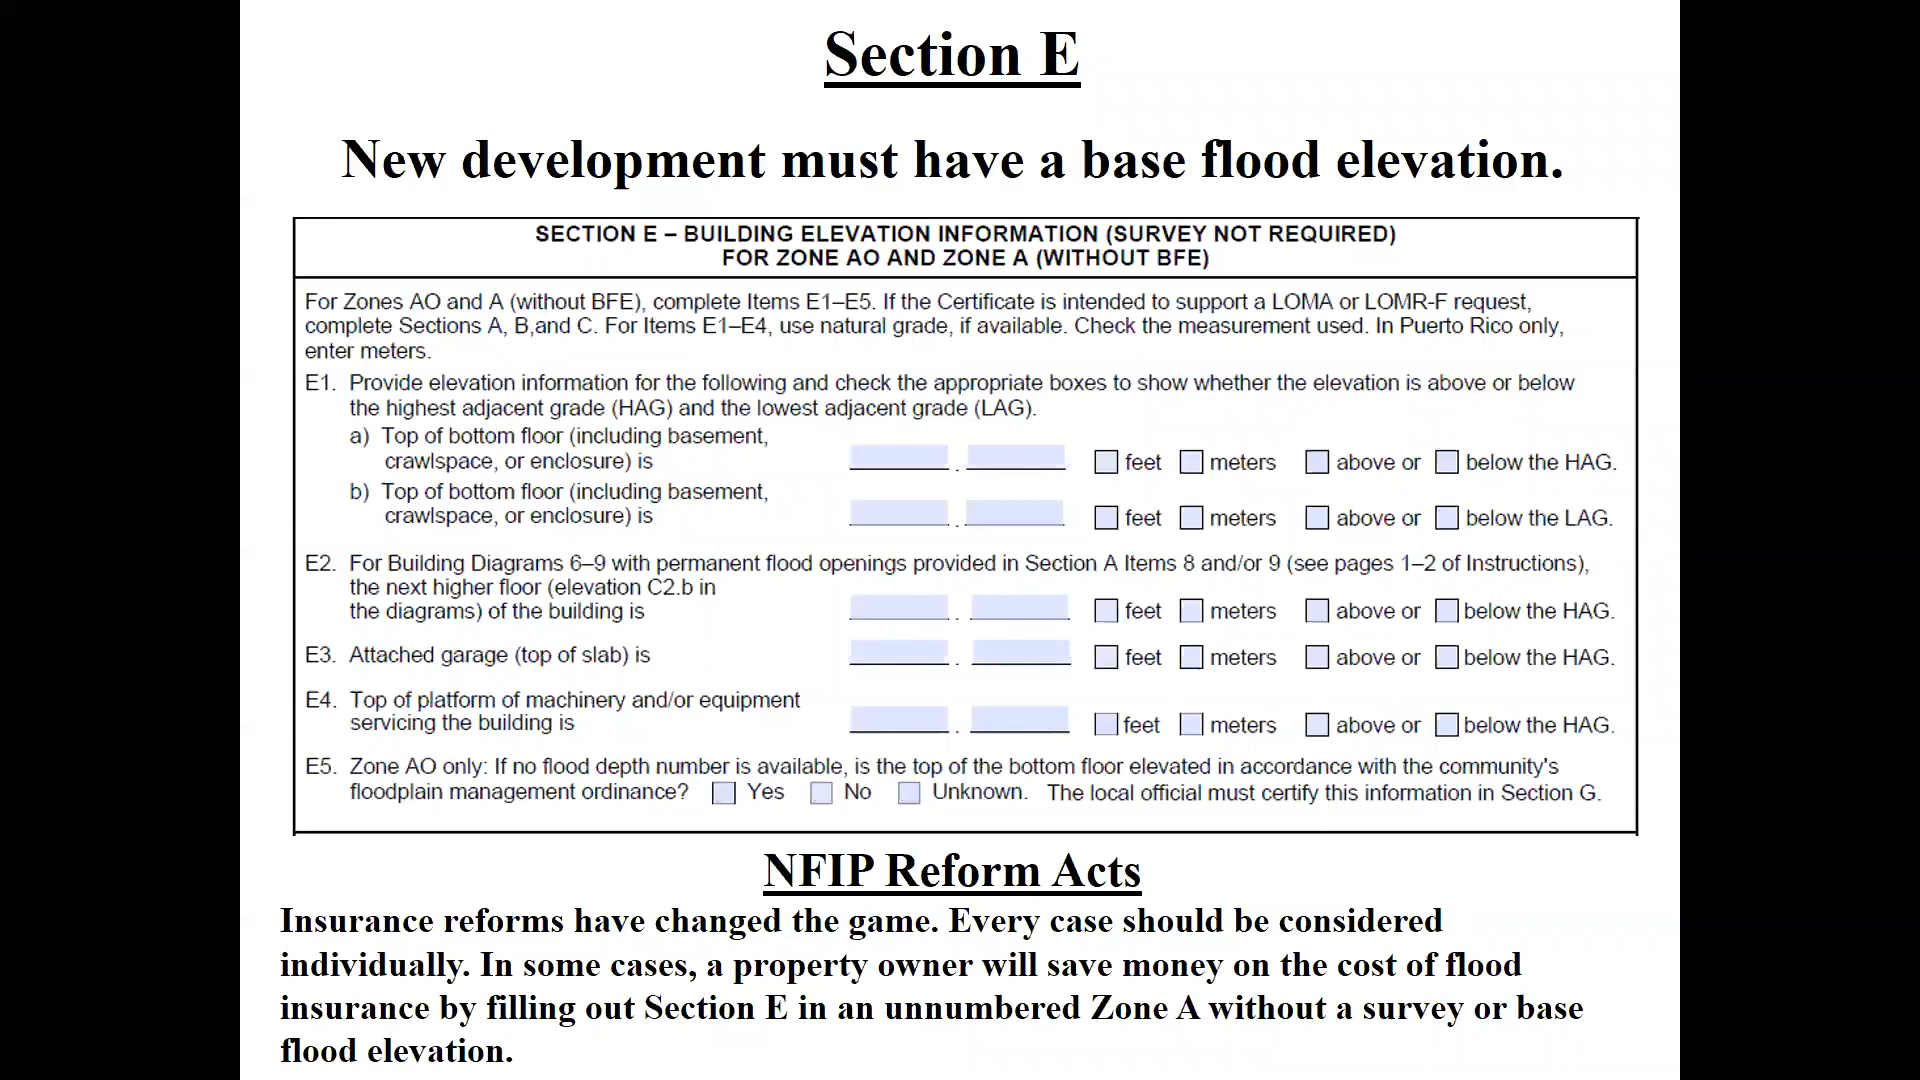 Section E
New development must have a base flood elevation.
SECTION E – BUILDING ELEVATION INFORMATION (SURVEY NOT REQUIRED)
FOR ZONE AO AND ZONE A (WITHOUT BFE)
For Zones AO and A (without BFE), complete Items E1–E5. If the Certificate is intended to support a LOMA or LOMR-F request,
complete Sections A, B,and C. For Items E1–E4, use natural grade, if available. Check the measurement used. In Puerto Rico only,
enter meters.
E1. Provide elevation information for the following and check the appropriate boxes to show whether the elevation is above or below
the highest adjacent grade (HAG) and the lowest adjacent grade (LAG).
a) Top of bottom floor (including basement,
crawlspace, or enclosure) is . feet meters above or below the HAG.
b) Top of bottom floor (including basement,
crawlspace, or enclosure) is . feet meters above or below the LAG.
E2. For Building Diagrams 6–9 with permanent flood openings provided in Section A Items 8 and/or 9 (see pages 1–2 of Instructions),
the next higher floor (elevation C2.b in
the diagrams) of the building is . feet meters above or below the HAG.
E3. Attached garage (top of slab) is . feet meters above or below the HAG.
E4. Top of platform of machinery and/or equipment
servicing the building is . feet meters above or below the HAG.
E5. Zone AO only: If no flood depth number is available, is the top of the bottom floor elevated in accordance with the community's
floodplain management ordinance? Yes No Unknown. The local official must certify this information in Section G.
NFIP Reform Acts
Insurance reforms have changed the game. Every case should be considered
individually. In some cases, a property owner will save money on the cost of flood
insurance by filling out Section E in an unnumbered Zone A without a survey or base
flood elevation.